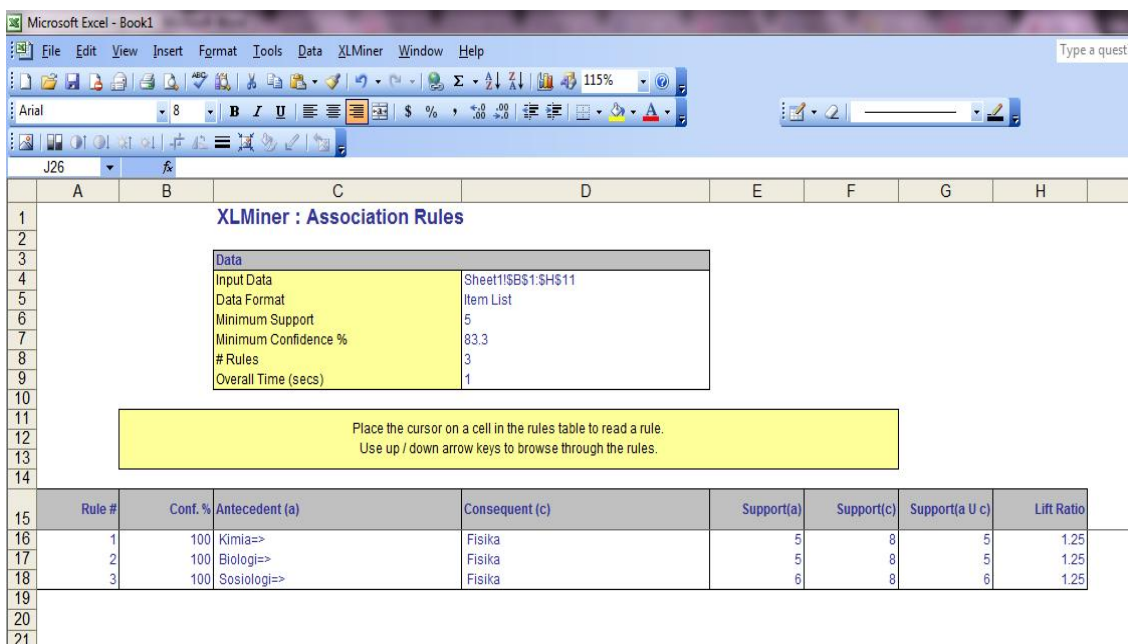 Microsoft Excel - Book1
File Edit View Insert Format Tools Data XLMiner Window Help
Type a quest
115%
Arial 8 B I U $ % ,
J26 fx
A B C D E F G H
1 XLMiner : Association Rules
2
3 Data
4 Input Data Sheet1!$B$1:$H$11
5 Data Format Item List
6 Minimum Support 5
7 Minimum Confidence % 83.3
8 # Rules 3
9 Overall Time (secs) 1
10
11
Place the cursor on a cell in the rules table to read a rule.
12
Use up / down arrow keys to browse through the rules.
13
14
15 Rule # Conf. % Antecedent (a) Consequent (c) Support(a) Support(c) Support(a U c) Lift Ratio
16 1 100 Kimia=> Fisika 5 8 5 1.25
17 2 100 Biologi=> Fisika 5 8 5 1.25
18 3 100 Sosiologi=> Fisika 6 8 6 1.25
19
20
21